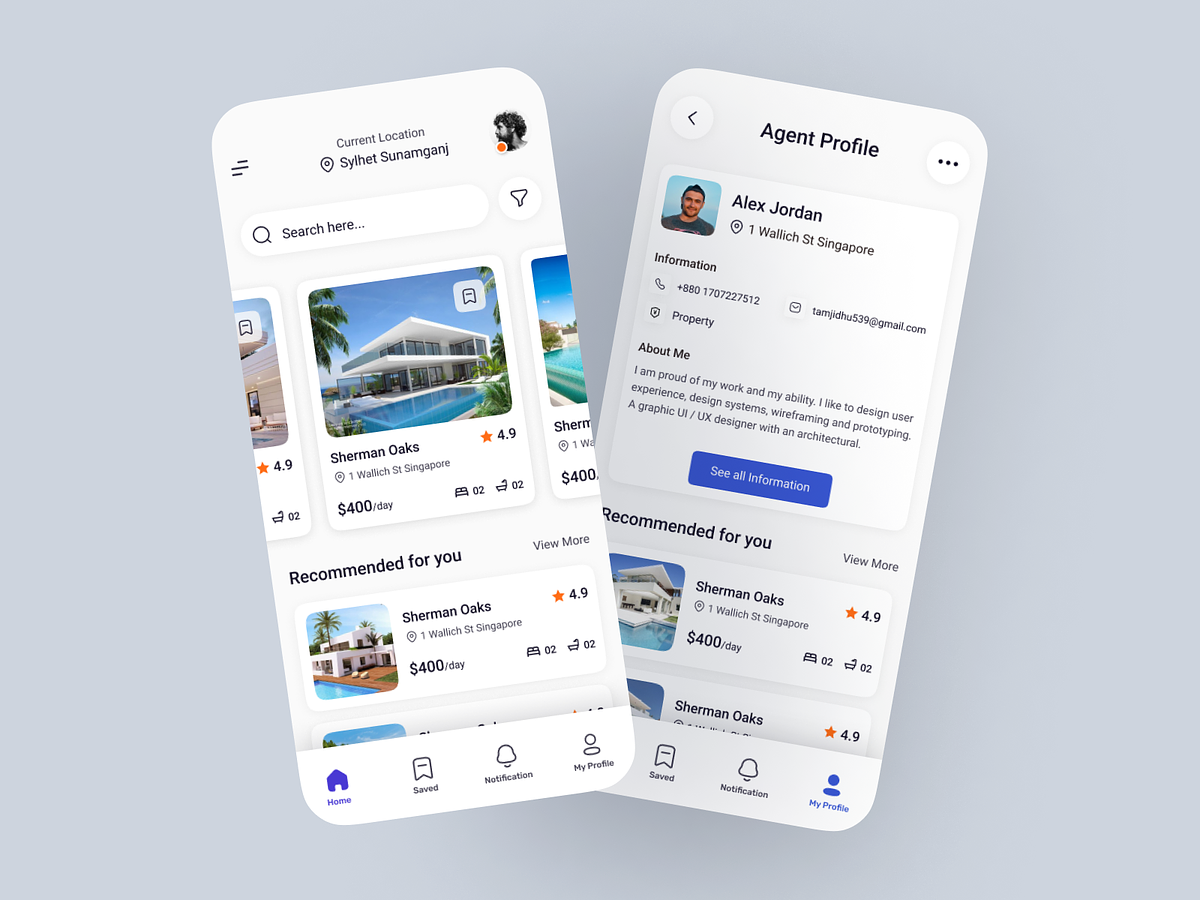 Current Location
Sylhet Sunamganj
Search here...
4.9
02
Sherman Oaks
4.9
1 Wallich St Singapore
$400/day
02
02
Sherm
1 Wa
$400/
Recommended for you
View More
Sherman Oaks
4.9
1 Wallich St Singapore
$400/day
02
02
Home
Saved
Notification
My Profile
Agent Profile
Alex Jordan
1 Wallich St Singapore
Information
+880 1707227512
tamjidhu539@gmail.com
Property
About Me
I am proud of my work and my ability. I like to design user
experience, design systems, wireframing and prototyping.
A graphic UI / UX designer with an architectural.
See all Information
Recommended for you
View More
Sherman Oaks
4.9
1 Wallich St Singapore
$400/day
02
02
Sherman Oaks
4.9
Saved
Notification
My Profile